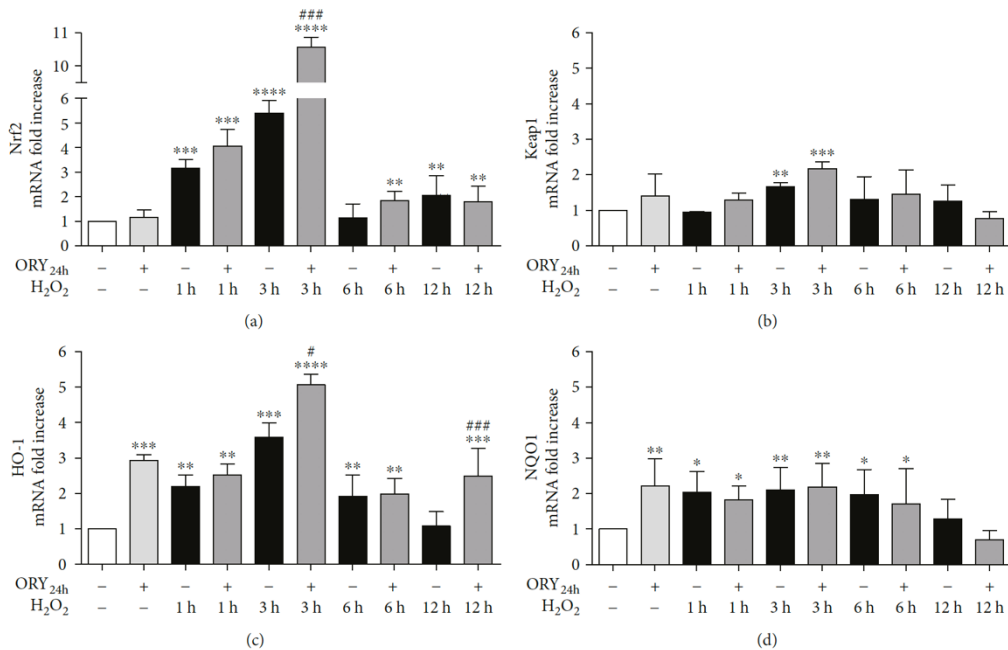 Nrf2
mRNA fold increase
11
10
6
5
4
3
2
1
0
*** *** **** ### **** ** ** **
ORY24h – + – + – + – + – +
H2O2 – – 1 h 1 h 3 h 3 h 6 h 6 h 12 h 12 h
(a)
Keap1
mRNA fold increase
6
5
4
3
2
1
0
** ***
ORY24h – + – + – + – + – +
H2O2 – – 1 h 1 h 3 h 3 h 6 h 6 h 12 h 12 h
(b)
HO-1
mRNA fold increase
6
5
4
3
2
1
0
*** ** ** *** # **** ** ** ### ***
ORY24h – + – + – + – + – +
H2O2 – – 1 h 1 h 3 h 3 h 6 h 6 h 12 h 12 h
(c)
NQO1
mRNA fold increase
6
5
4
3
2
1
0
** * * ** ** * *
ORY24h – + – + – + – + – +
H2O2 – – 1 h 1 h 3 h 3 h 6 h 6 h 12 h 12 h
(d)